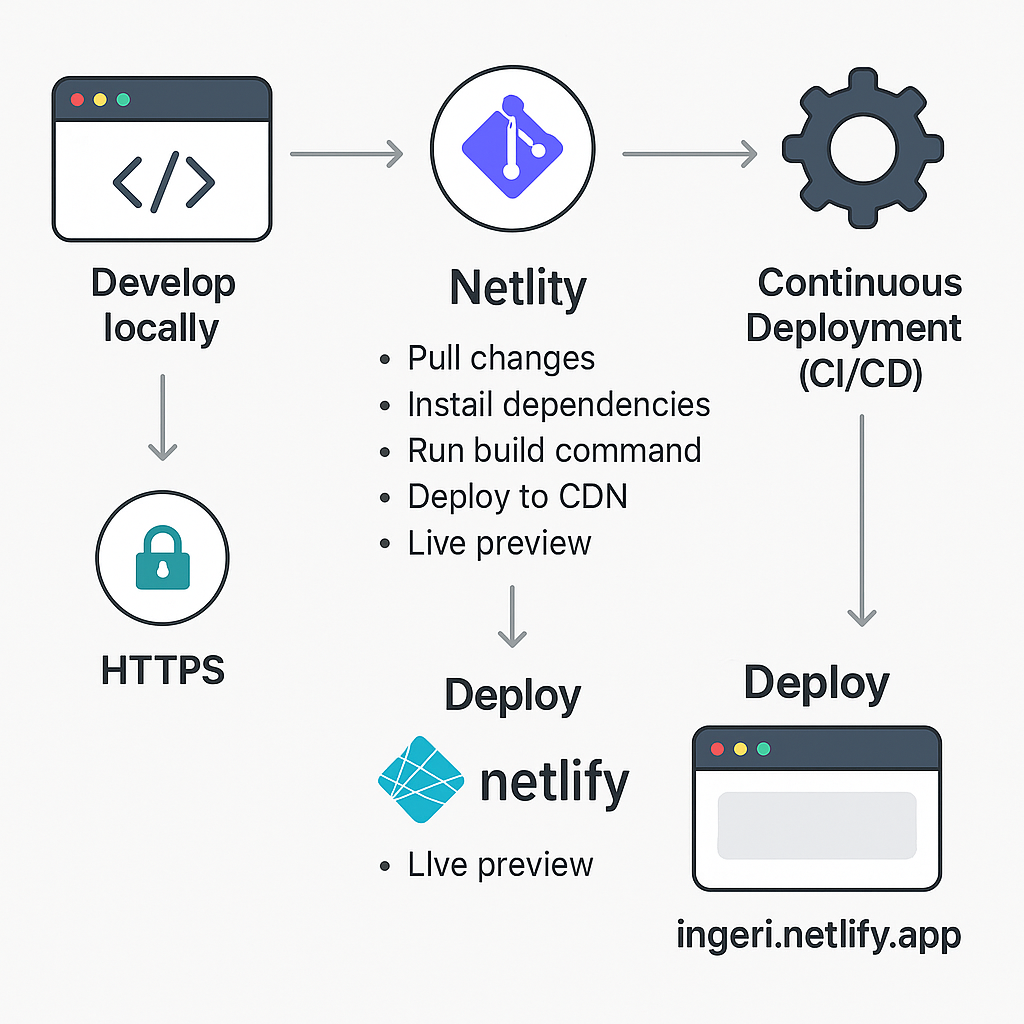 Develop
locally
Netlity
Continuous
Deployment
(CI/CD)
• Pull changes
• Instail dependencies
• Run build command
• Deploy to CDN
• Live preview
HTTPS
Deploy
netlify
• LIve preview
Deploy
ingeri.netlify.app